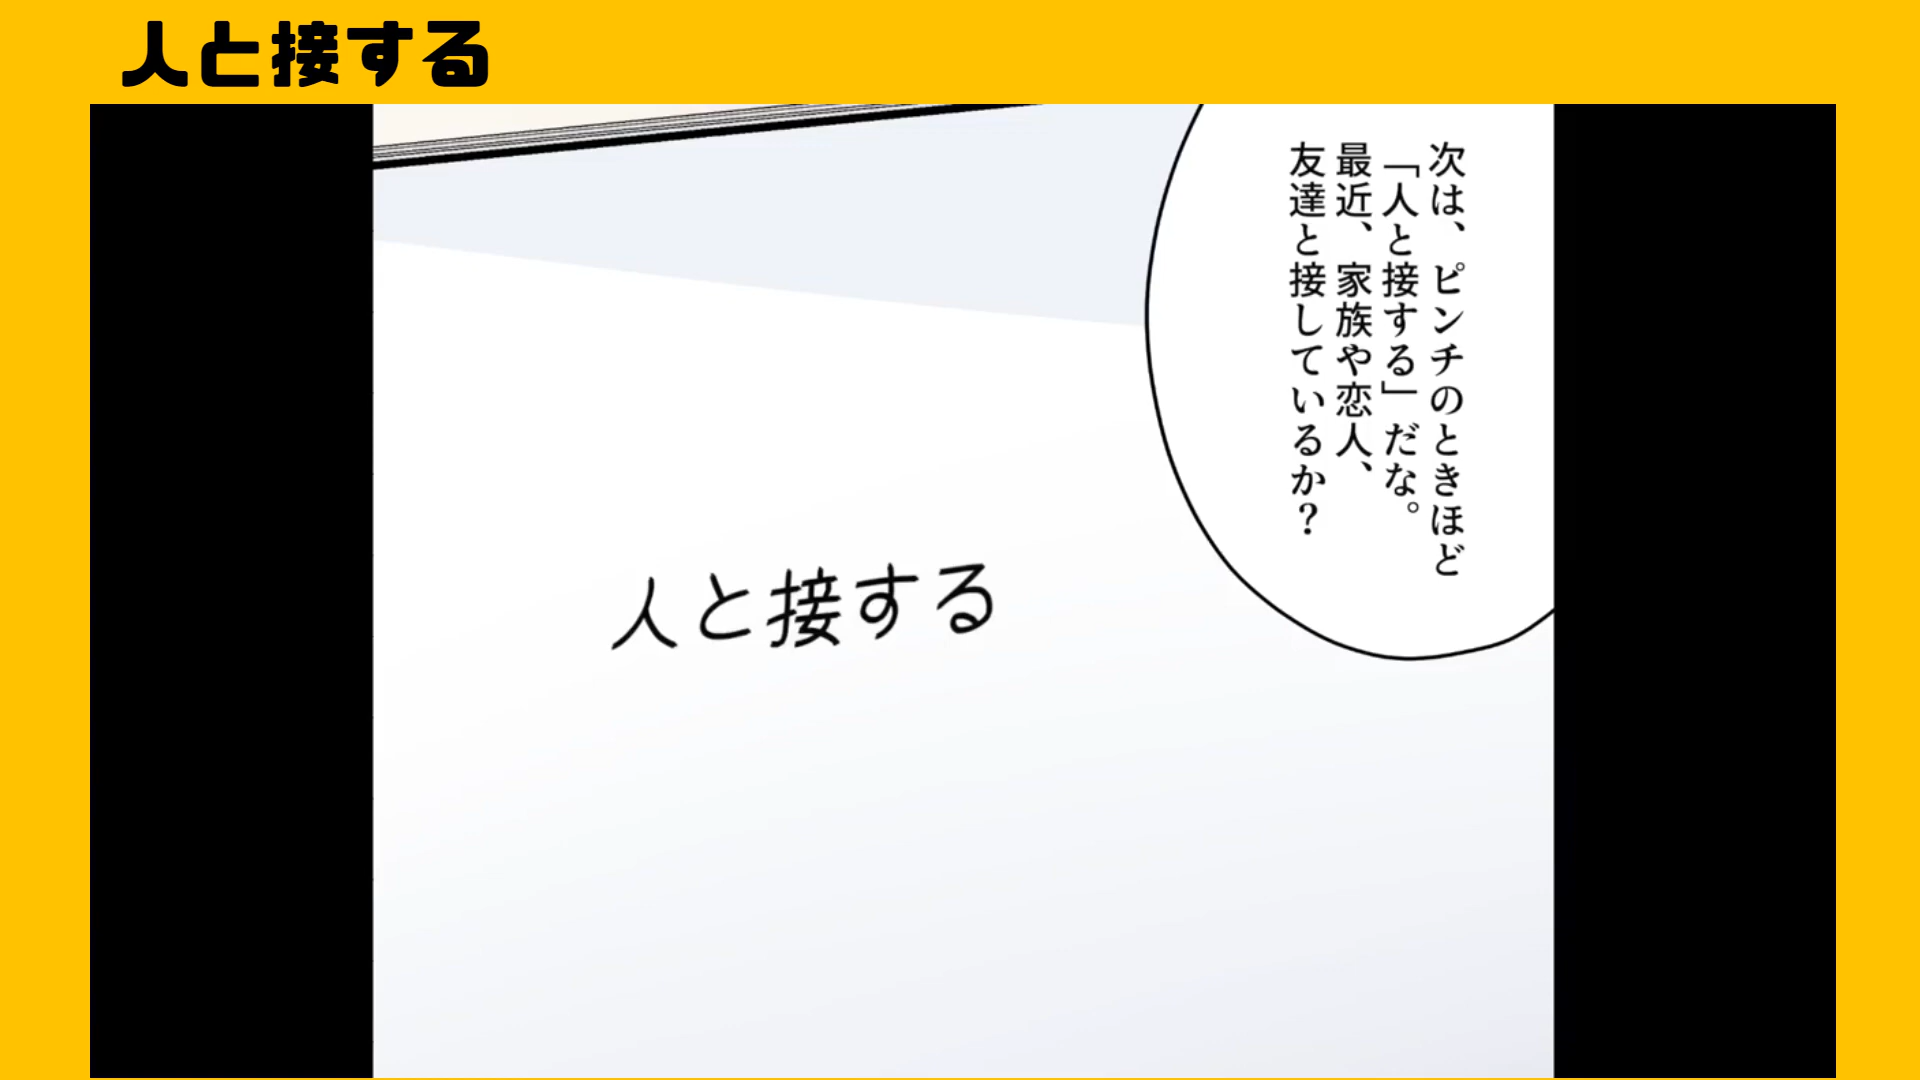 人と接する
次は、ピンチのときほど
「人と接する」だな。
最近、家族や恋人、
友達と接しているか？
人と接する